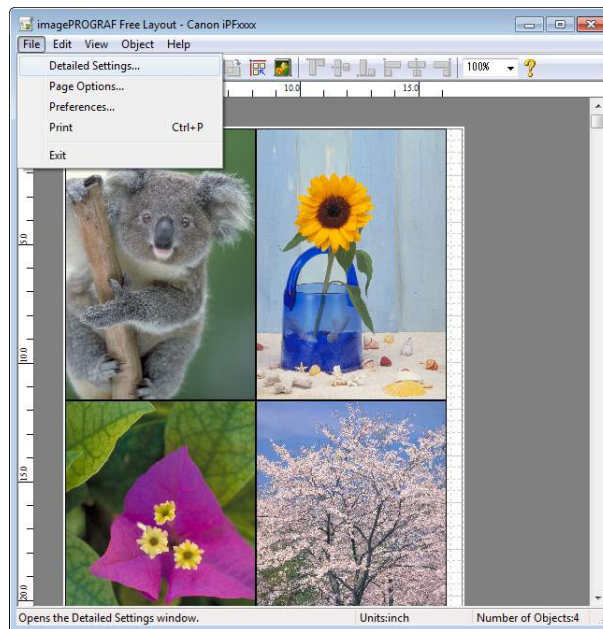 imagePROGRAF Free Layout - Canon iPFxxxx
File Edit View Object Help
100%
Detailed Settings...
Page Options...
Preferences...
Print Ctrl+P
Exit
10.0 15.0
5.0
10.0
15.0
20.0
Opens the Detailed Settings window. Units:inch Number of Objects:4